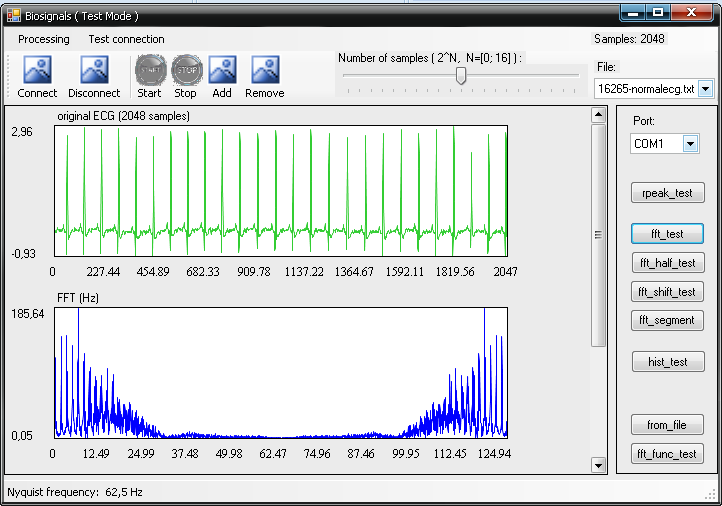 Biosignals ( Test Mode )
Processing Test connection
Samples: 2048
Number of samples ( 2^N, N=[0; 16] ) :
File:
16265-normalecg.txt
START STOP
Connect Disconnect Start Stop Add Remove
original ECG (2048 samples)
2,96
-0,93
0 227.44 454.89 682.33 909.78 1137.22 1364.67 1592.11 1819.56 2047
FFT (Hz)
185,64
0,05
0 12.49 24.99 37.48 49.98 62.47 74.96 87.46 99.95 112.45 124.94
Port:
COM1
rpeak_test
fft_test
fft_half_test
fft_shift_test
fft_segment
hist_test
from_file
fft_func_test
Nyquist frequency: 62,5 Hz